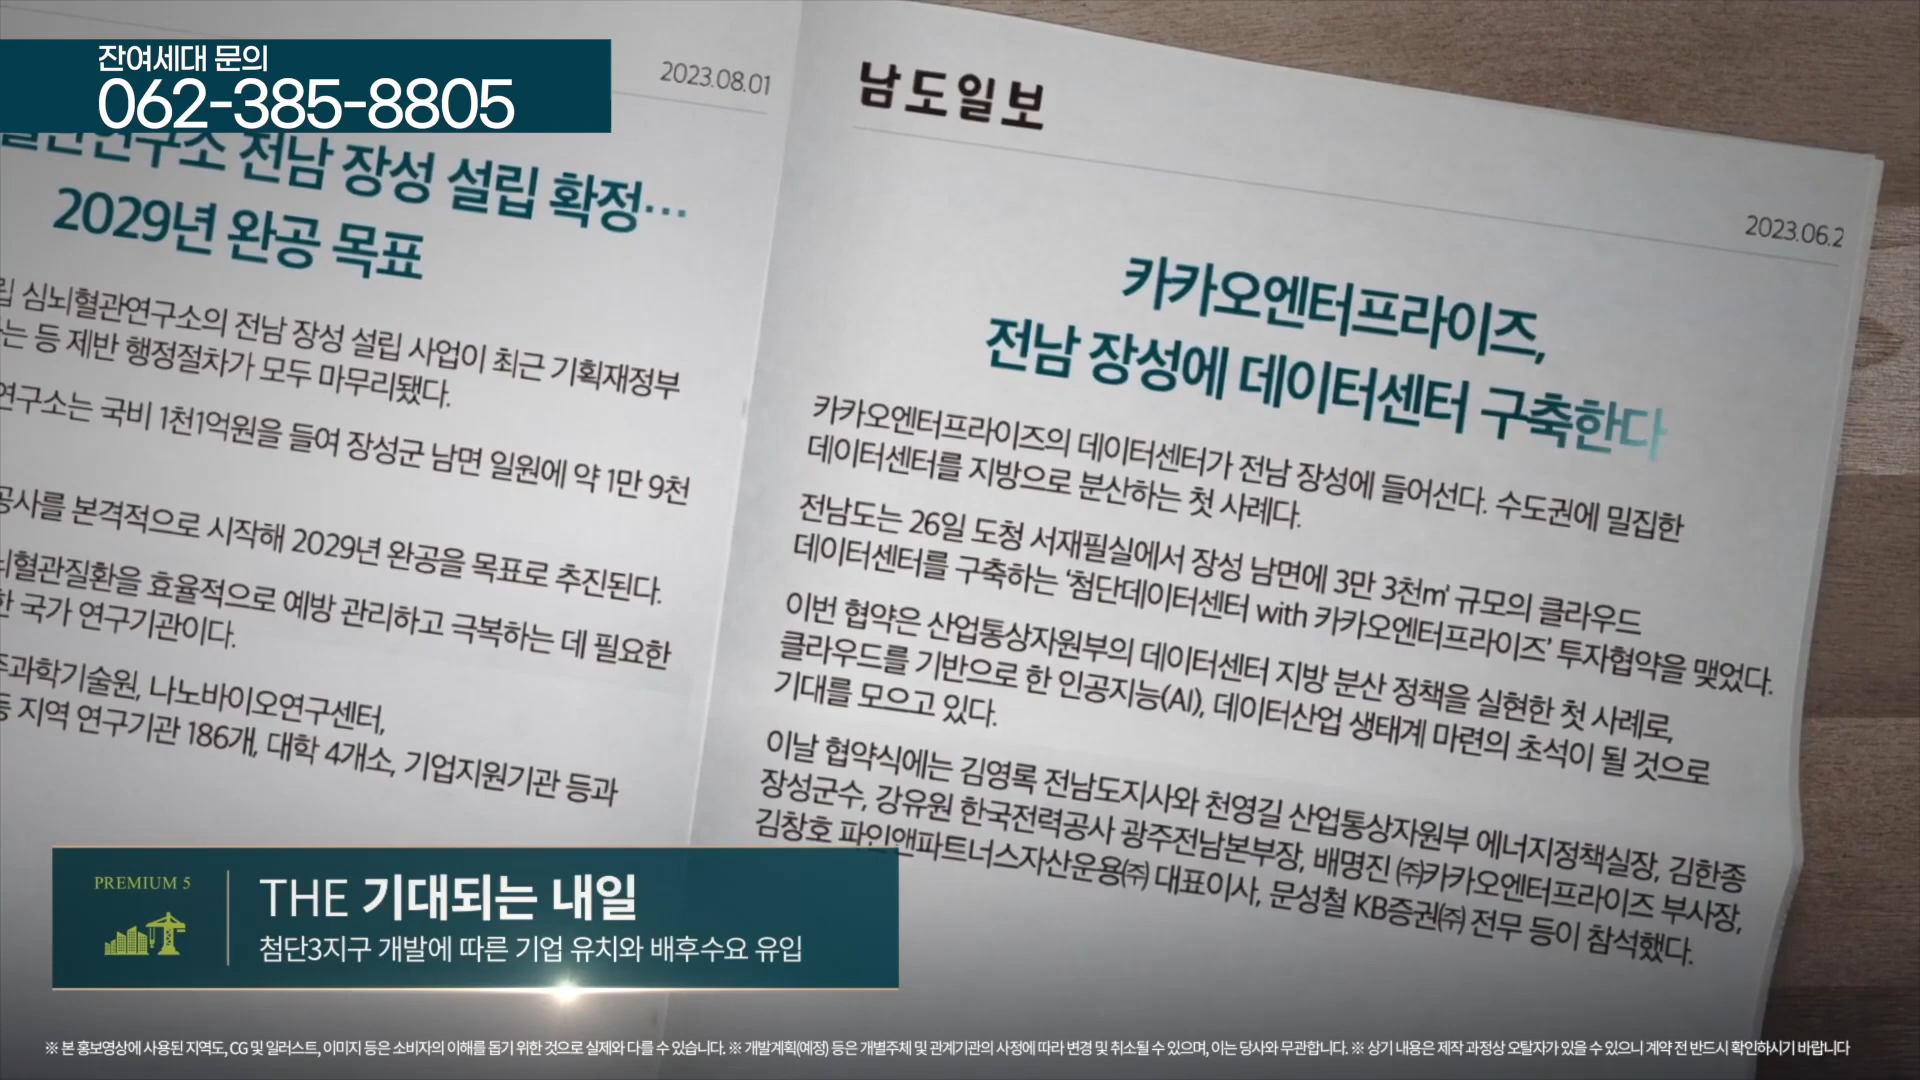 잔여세대 문의
062-385-8805
2023.08.01
전남 장성 설립 확정…
2029년 완공 목표
심뇌혈관연구소의 전남 장성 설립 사업이 최근 기획재정부
등 제반 행정절차가 모두 마무리됐다.
연구소는 국비 1천1억원을 들여 장성군 남면 일원에 약 1만 9천
공사를 본격적으로 시작해 2029년 완공을 목표로 추진된다.
뇌혈관질환을 효율적으로 예방 관리하고 극복하는 데 필요한
국가 연구기관이다.
나노바이오연구센터,
지역 연구기관 186개, 대학 4개소, 기업지원기관 등과
남도일보
2023.06.2
카카오엔터프라이즈,
전남 장성에 데이터센터 구축한다
카카오엔터프라이즈의 데이터센터가 전남 장성에 들어선다. 수도권에 밀집한
데이터센터를 지방으로 분산하는 첫 사례다.
전남도는 26일 도청 서재필실에서 장성 남면에 3만 3천㎡ 규모의 클라우드
데이터센터를 구축하는 ‘첨단데이터센터 with 카카오엔터프라이즈’ 투자협약을 맺었다.
이번 협약은 산업통상자원부의 데이터센터 지방 분산 정책을 실현한 첫 사례로,
클라우드를 기반으로 한 인공지능(AI), 데이터산업 생태계 마련의 초석이 될 것으로
기대를 모으고 있다.
이날 협약식에는 김영록 전남도지사와 천영길 산업통상자원부 에너지정책실장, 김한종
장성군수, 강유원 한국전력공사 광주전남본부장, 배명진 ㈜카카오엔터프라이즈 부사장,
김창호 파인앤파트너스자산운용㈜ 대표이사, 문성철 KB증권㈜ 전무 등이 참석했다.
PREMIUM 5
THE 기대되는 내일
첨단3지구 개발에 따른 기업 유치와 배후수요 유입
※ 본 홍보영상에 사용된 지역도, CG 및 일러스트, 이미지 등은 소비자의 이해를 돕기 위한 것으로 실제와 다를 수 있습니다. ※ 개발계획(예정) 등은 개별주체 및 관계기관의 사정에 따라 변경 및 취소될 수 있으며, 이는 당사와 무관합니다. ※ 상기 내용은 제작 과정상 오탈자가 있을 수 있으니 계약 전 반드시 확인하시기 바랍니다